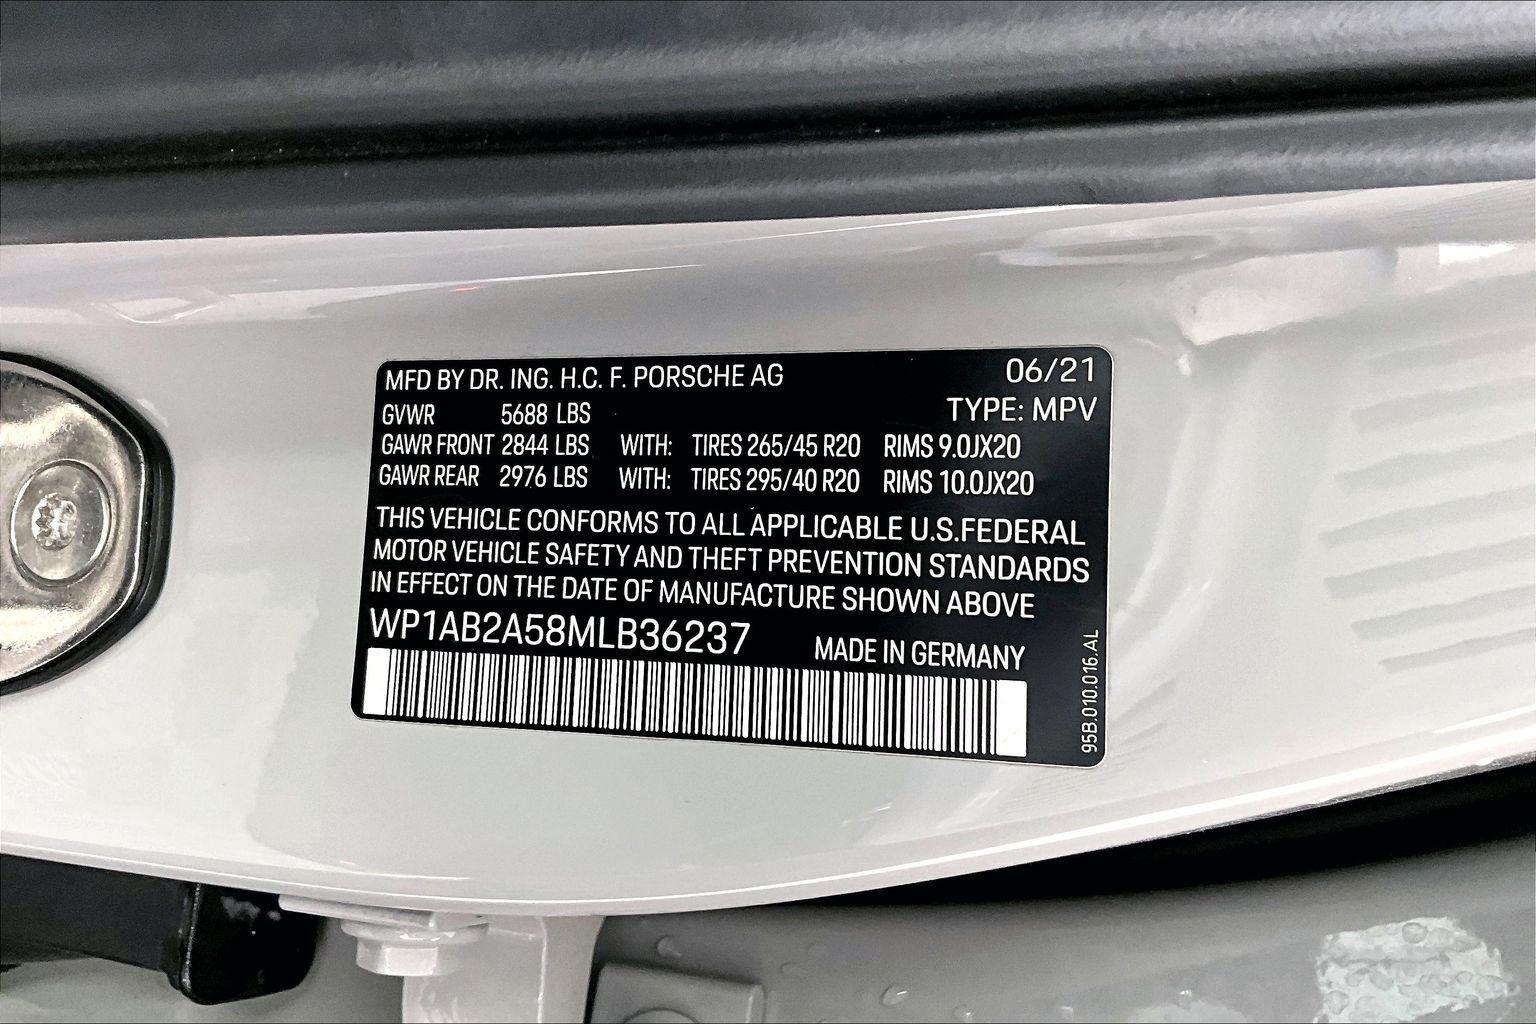 MFD BY DR. ING. H.C. F. PORSCHE AG 06/21
GVWR 5688 LBS TYPE: MPV
GAWR FRONT 2844 LBS WITH: TIRES 265/45 R20 RIMS 9.0JX20
GAWR REAR 2976 LBS WITH: TIRES 295/40 R20 RIMS 10.0JX20
THIS VEHICLE CONFORMS TO ALL APPLICABLE U.S.FEDERAL
MOTOR VEHICLE SAFETY AND THEFT PREVENTION STANDARDS
IN EFFECT ON THE DATE OF MANUFACTURE SHOWN ABOVE
WP1AB2A58MLB36237 MADE IN GERMANY
95B.010.016.AL